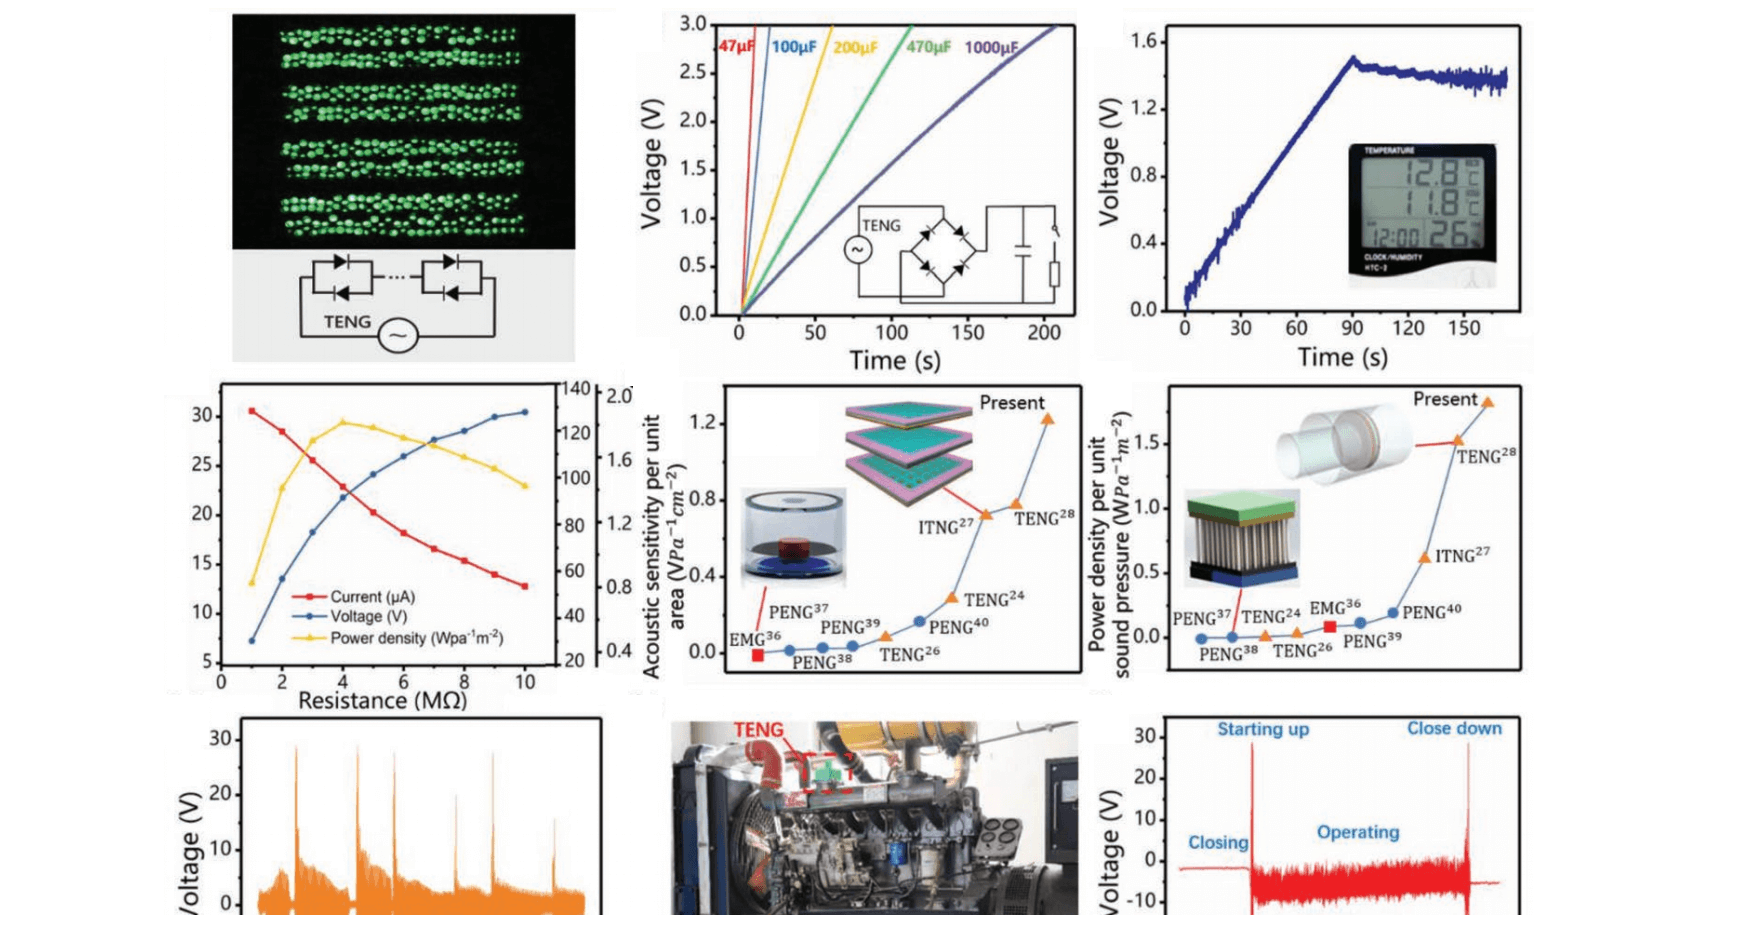 TENG
3.0
2.5
2.0
1.5
1.0
0.5
0.0
Voltage (V)
47μF 100μF 200μF 470μF 1000μF
TENG
0 50 100 150 200
Time (s)
1.6
1.2
0.8
0.4
0.0
Voltage (V)
TEMPERATURE
12.8 °C
11.8 °C
12:00 26
CLOCK/HUMIDITY
HTC-2
0 30 60 90 120 150
Time (s)
30
25
20
15
10
5
Current (μA)
Voltage (V)
Power density (Wpa⁻¹m⁻²)
140
120
100
80
60
40
20
2.0
1.6
1.2
0.8
0.4
0 2 4 6 8 10
Resistance (MΩ)
Acoustic sensitivity per unit
area (VPa⁻¹cm⁻²)
1.2
0.8
0.4
0.0
Present
ITNG²⁷
TENG²⁸
TENG²⁴
PENG³⁷
PENG³⁹
PENG⁴⁰
EMG³⁶
PENG³⁸
TENG²⁶
Power density per unit
sound pressure (WPa⁻¹m⁻²)
1.5
1.0
0.5
0.0
Present
TENG²⁸
ITNG²⁷
PENG³⁷
TENG²⁴
EMG³⁶
PENG⁴⁰
PENG³⁸
TENG²⁶
PENG³⁹
30
20
10
0
Voltage (V)
TENG
30
20
10
0
-10
Voltage (V)
Starting up
Close down
Closing
Operating